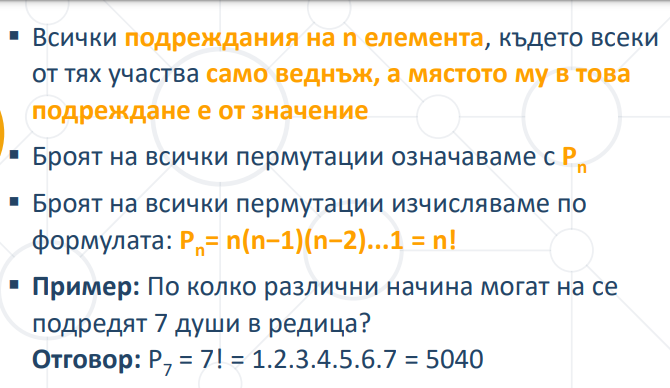 ▪ Всички подреждания на n елемента, където всеки
от тях участва само веднъж, а мястото му в това
подреждане е от значение
▪ Броят на всички пермутации означаваме с Pₙ
▪ Броят на всички пермутации изчисляваме по
формулата: Pₙ= n(n−1)(n−2)...1 = n!
▪ Пример: По колко различни начина могат на се
подредят 7 души в редица?
Отговор: P₇ = 7! = 1.2.3.4.5.6.7 = 5040